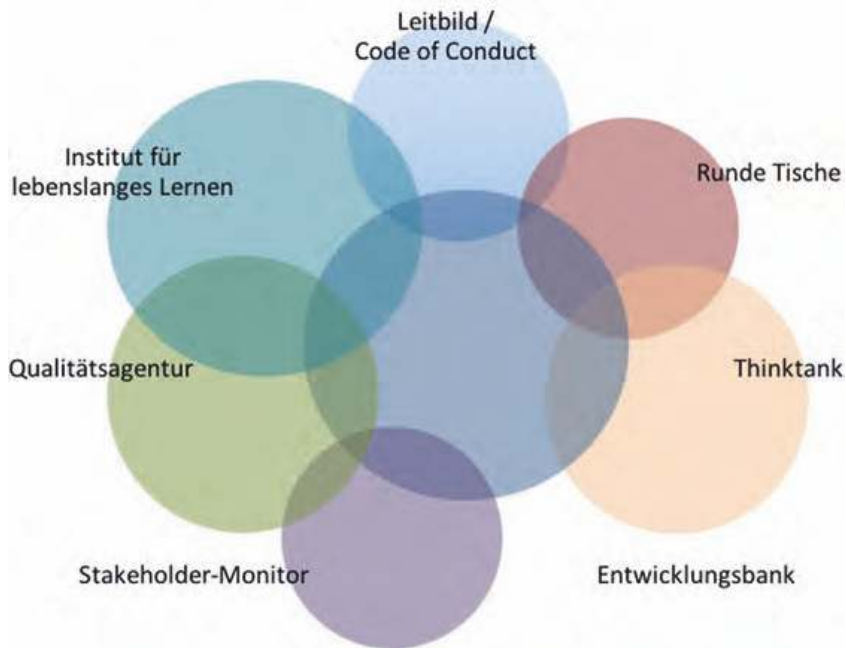 Leitbild /
Code of Conduct
Institut für
lebenslanges Lernen
Runde Tische
Qualitätsagentur
Thinktank
Stakeholder-Monitor
Entwicklungsbank